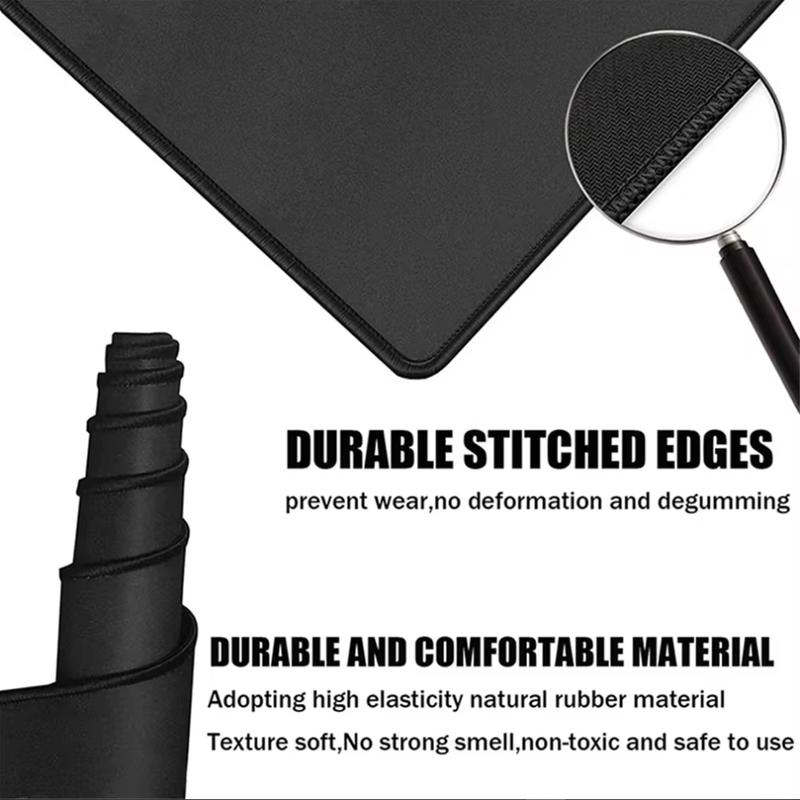 DURABLE STITCHED EDGES
prevent wear,no deformation and degumming
DURABLE AND COMFORTABLE MATERIAL
Adopting high elasticity natural rubber material
Texture soft,No strong smell,non-toxic and safe to use